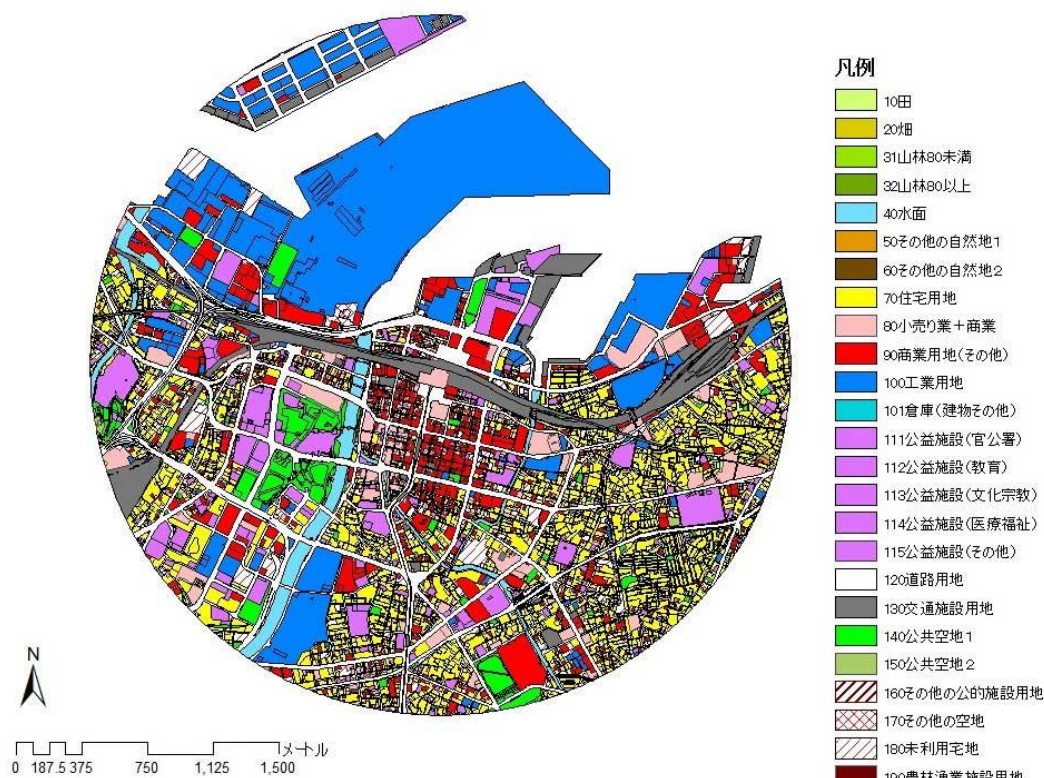 凡例
10田
20畑
31山林80未満
32山林80以上
40水面
50その他の自然地1
60その他の自然地2
70住宅用地
80小売り業+商業
90商業用地(その他)
100工業用地
101倉庫(建物その他)
111公益施設(官公署)
112公益施設(教育)
113公益施設(文化宗教)
114公益施設(医療福祉)
115公益施設(その他)
120道路用地
130交通施設用地
140公共空地1
150公共空地2
160その他の公的施設用地
170その他の空地
180未利用宅地
190農林漁業施設用地
N
メートル
0 187.5 375 750 1,125 1,500